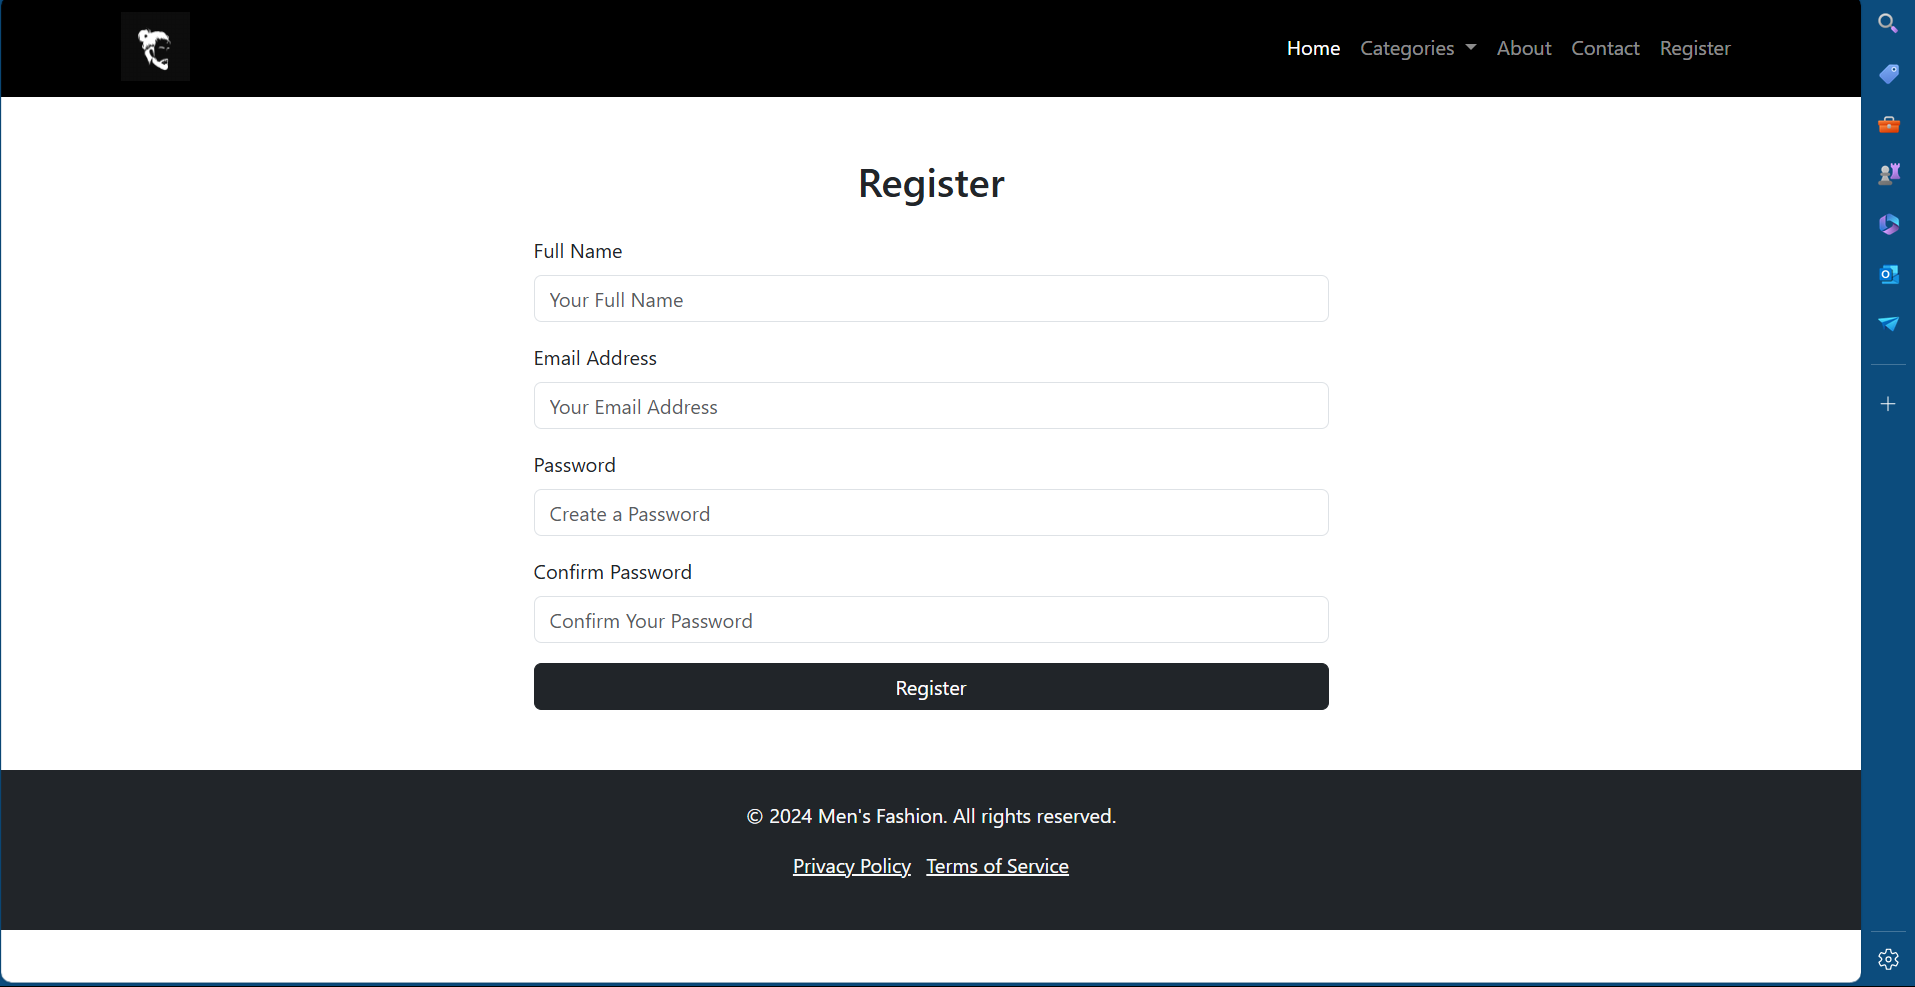 Home Categories About Contact Register
Register
Full Name
Your Full Name
Email Address
Your Email Address
Password
Create a Password
Confirm Password
Confirm Your Password
Register
© 2024 Men's Fashion. All rights reserved.
Privacy Policy Terms of Service